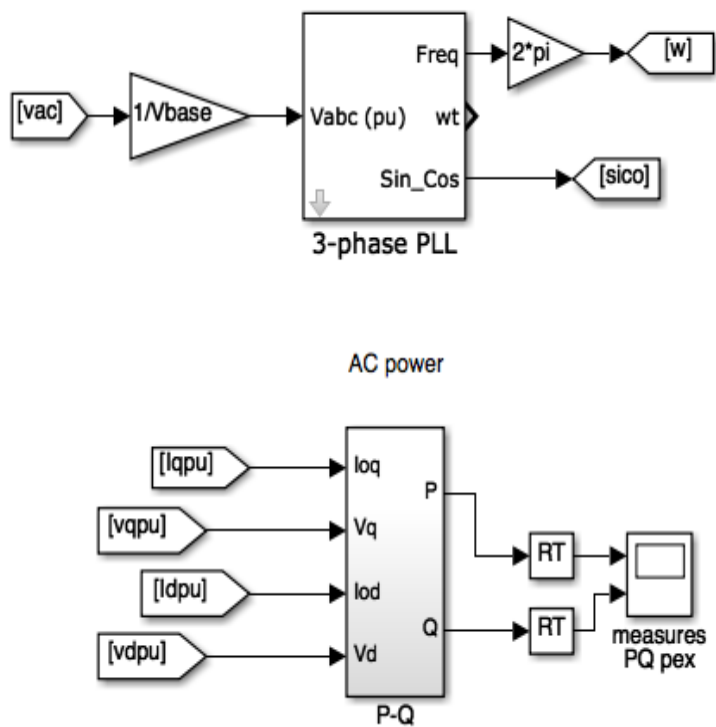 Freq
2*pi
[w]
[vac]
1/Vbase
Vabc (pu)
wt
Sin_Cos
[sico]
3-phase PLL
AC power
[Iqpu]
Ioq
P
[vqpu]
Vq
RT
[Idpu]
Iod
Q
RT
[vdpu]
Vd
measures
PQ pex
P-Q